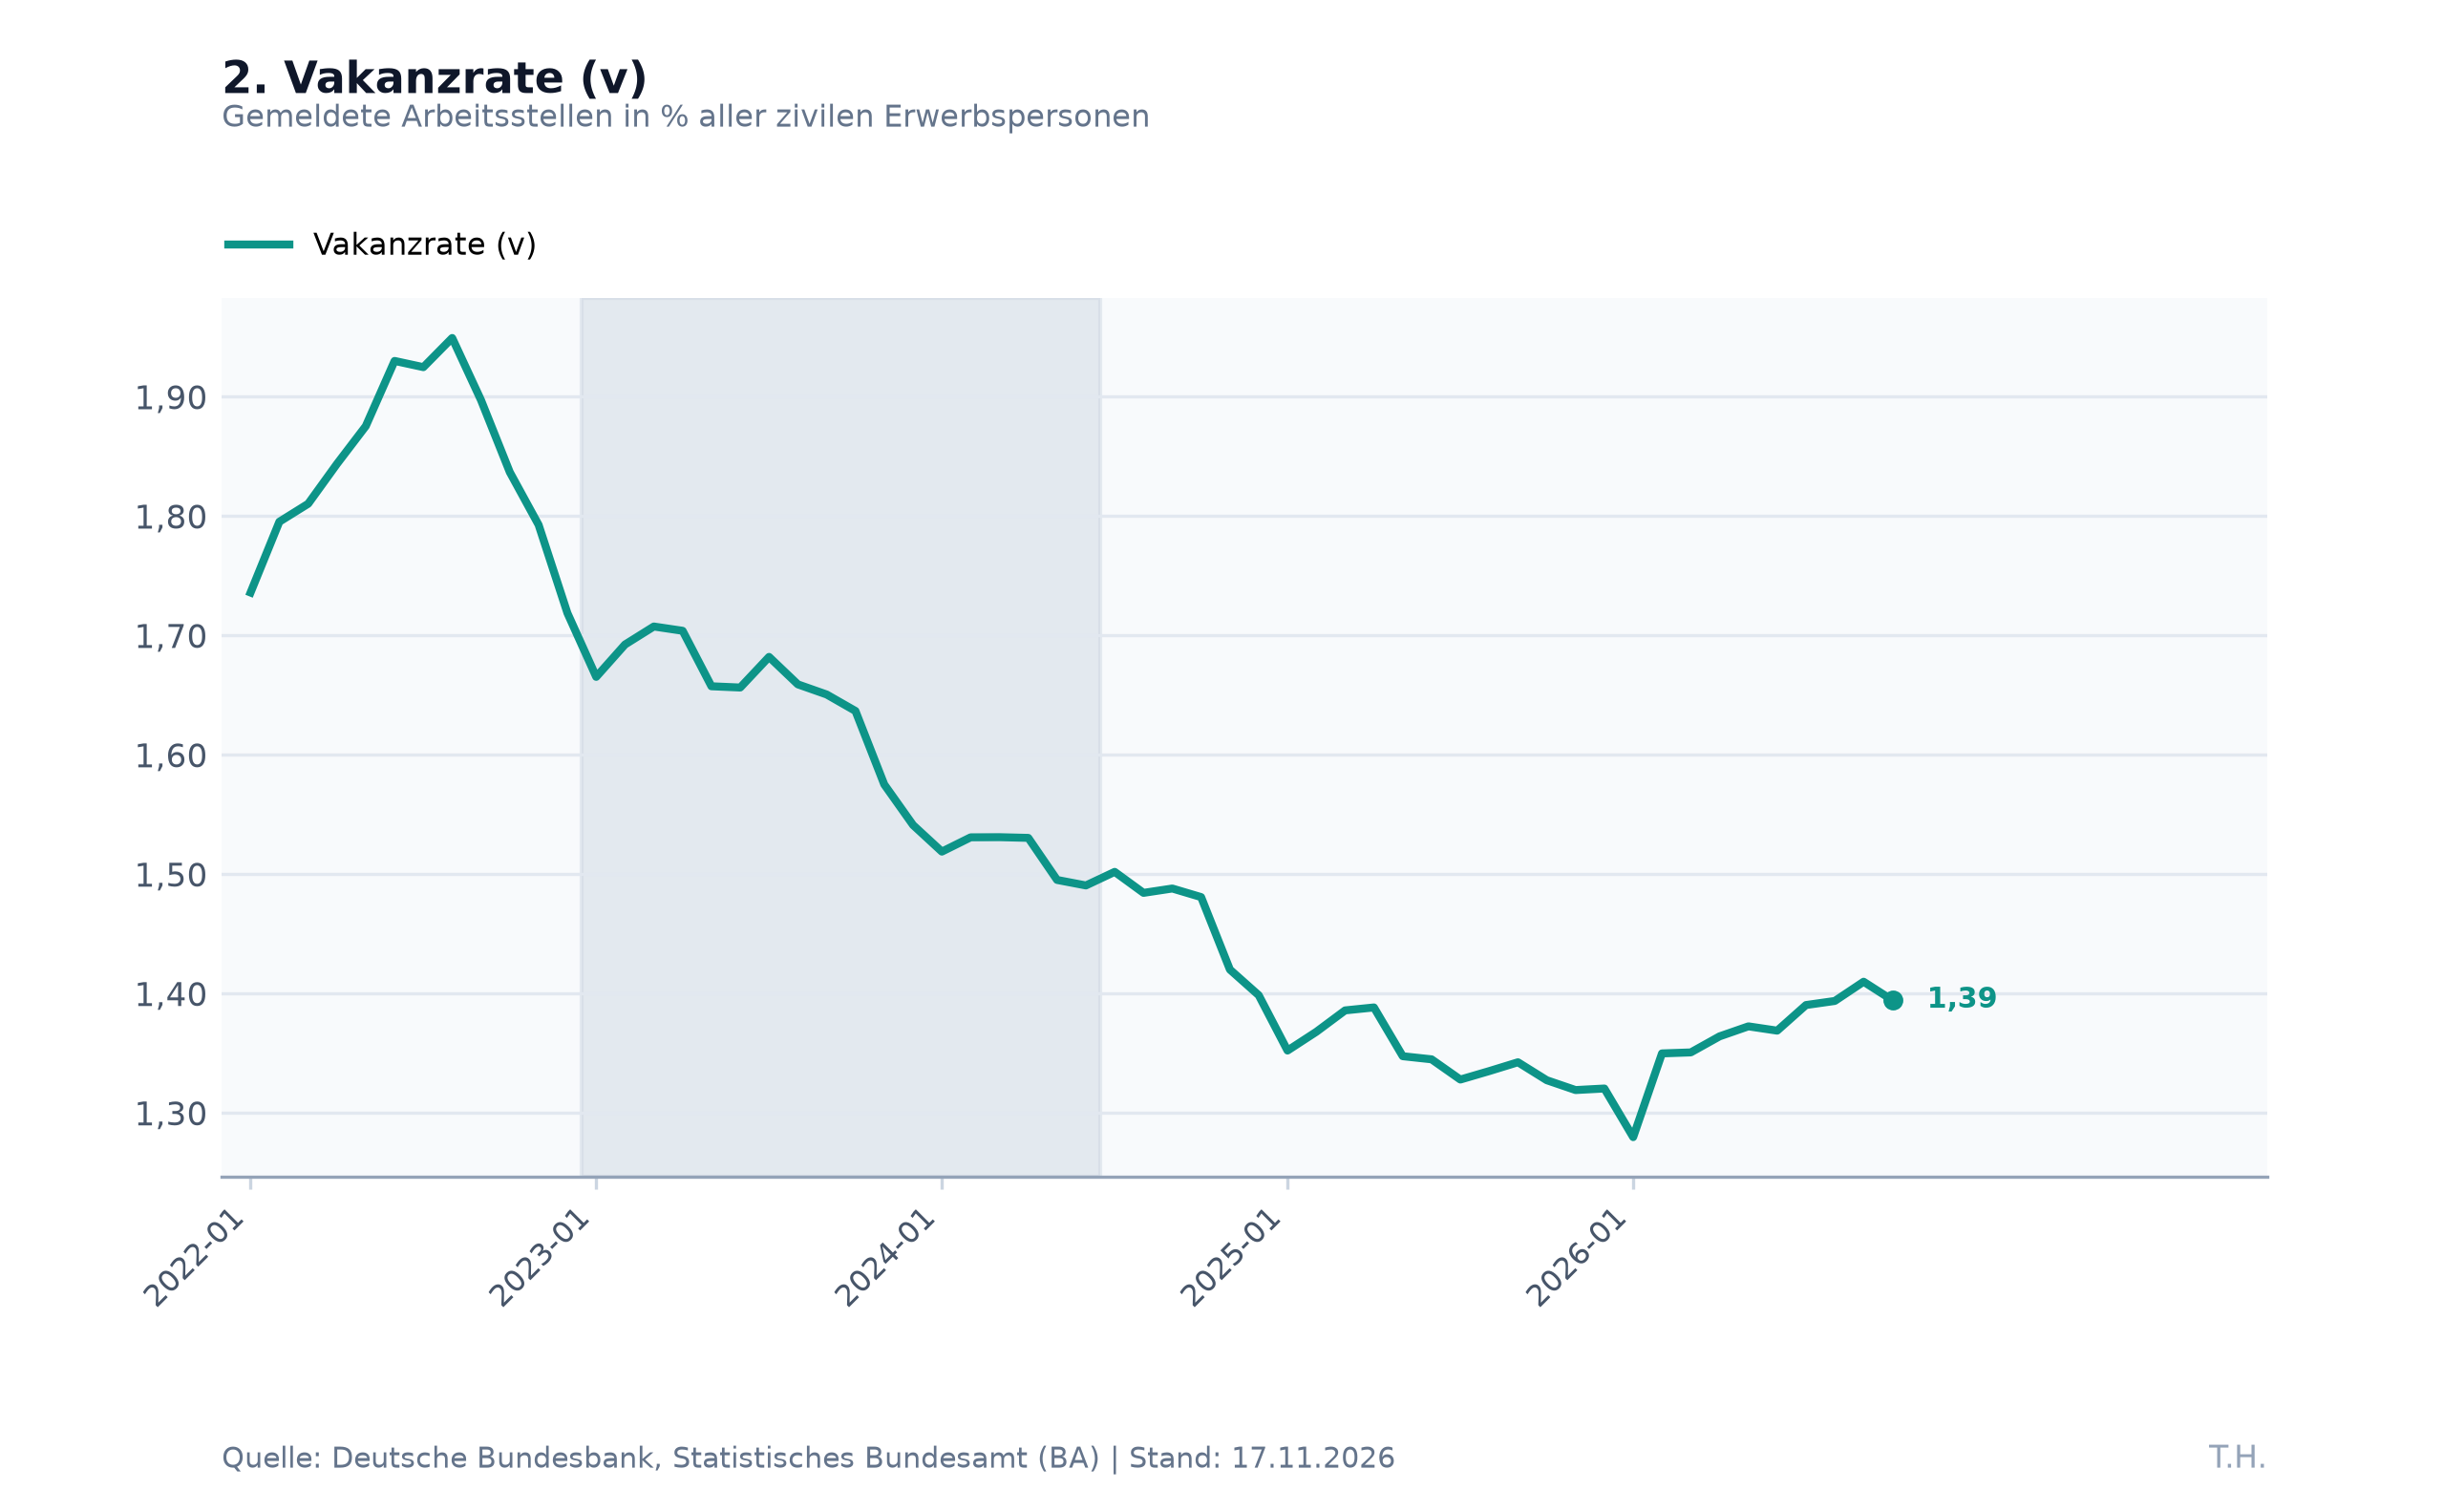 2. Vakanzrate (v)
Gemeldete Arbeitsstellen in % aller zivilen Erwerbspersonen
Vakanzrate (v)
1,90
1,80
1,70
1,60
1,50
1,40
1,30
1,39
2022-01
2023-01
2024-01
2025-01
2026-01
Quelle: Deutsche Bundesbank, Statistisches Bundesamt (BA) | Stand: 17.11.2026
T.H.